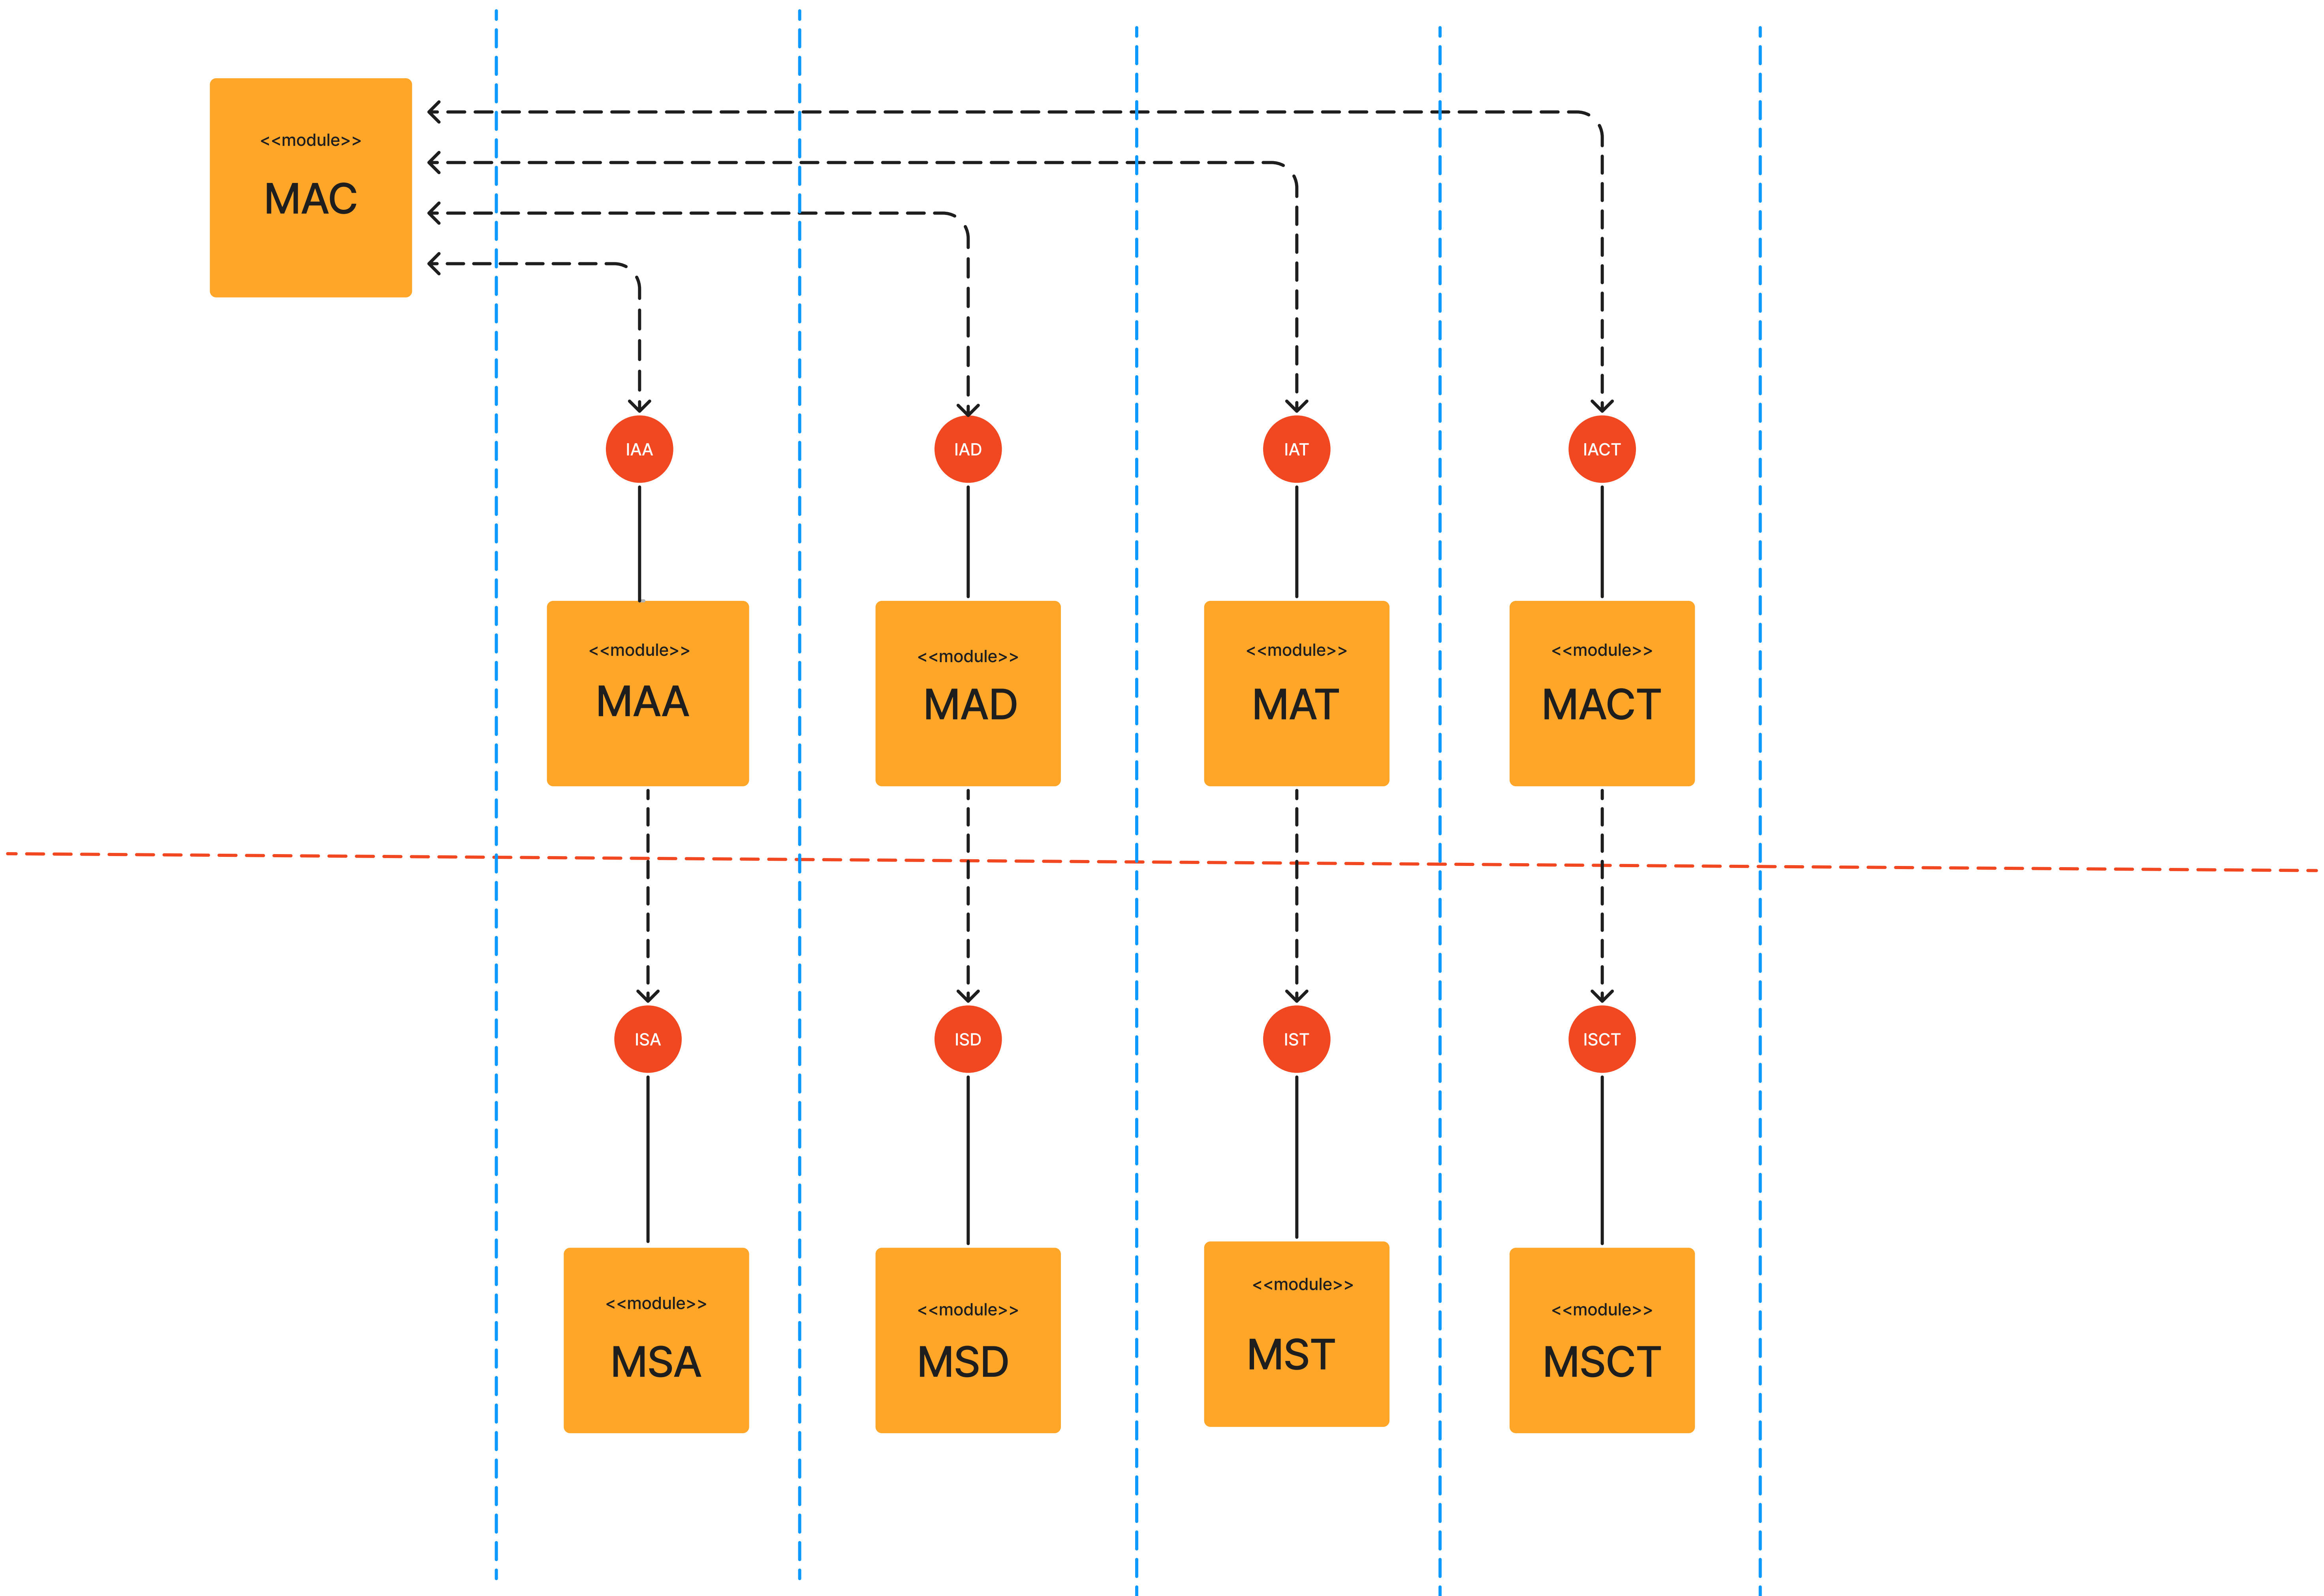 <<module>>
MAC
IAA
IAD
IAT
IACT
<<module>>
MAA
<<module>>
MAD
<<module>>
MAT
<<module>>
MACT
ISA
ISD
IST
ISCT
<<module>>
MSA
<<module>>
MSD
<<module>>
MST
<<module>>
MSCT